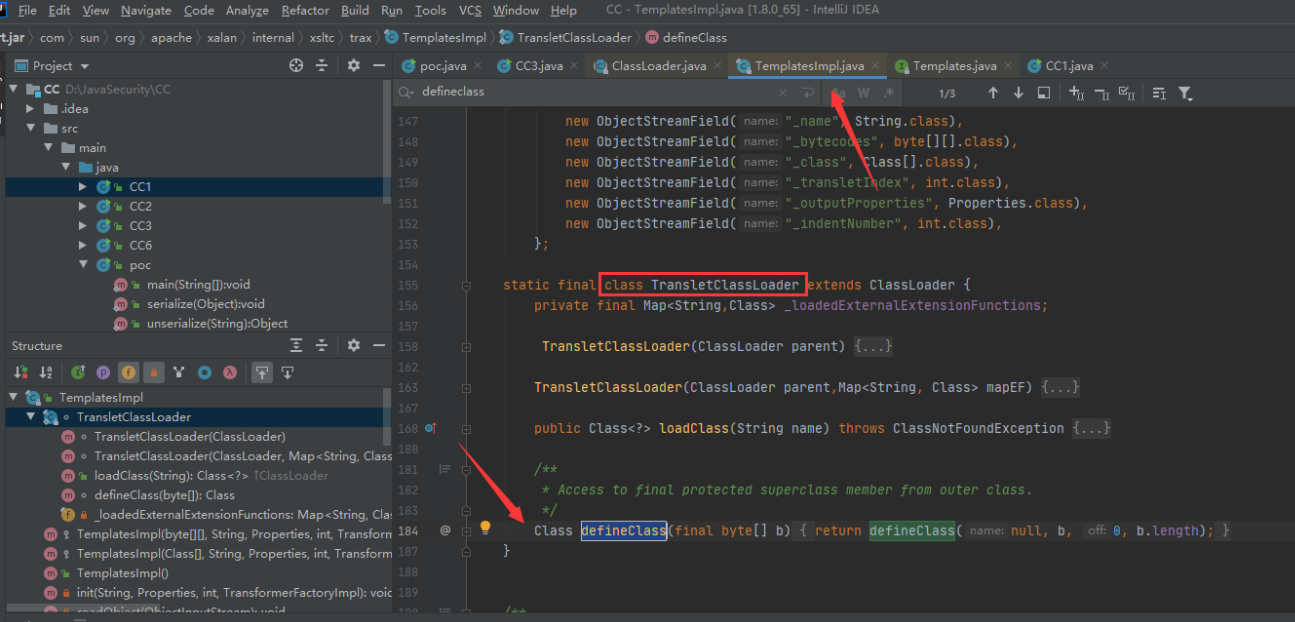 File Edit View Navigate Code Analyze Refactor Build Run Tools VCS Window Help CC - TemplatesImpl.java [1.8.0_65] - IntelliJ IDEA
rt.jar com sun org apache xalan internal xsltc trax TemplatesImpl TransletClassLoader defineClass
Project
poc.java CC3.java ClassLoader.java TemplatesImpl.java Templates.java CC1.java
CC D:\JavaSecurity\CC
.idea
src
main
java
CC1
CC2
CC3
CC6
poc
main(String[]):void
serialize(Object):void
unserialize(String):Object
Structure
TemplatesImpl
TransletClassLoader
TransletClassLoader(ClassLoader)
TransletClassLoader(ClassLoader, Map<String, Class
loadClass(String): Class<?> ↑ClassLoader
defineClass(byte[]): Class
_loadedExternalExtensionFunctions: Map<String, Clas
TemplatesImpl(byte[][], String, Properties, int, Transform
TemplatesImpl(Class[], String, Properties, int, Transform
TemplatesImpl()
init(String, Properties, int, TransformerFactoryImpl): voic
readObject(ObjectInputStream): void
defineclass W .* 1/3
147 new ObjectStreamField( name: "_name", String.class),
148 new ObjectStreamField( name: "_bytecodes", byte[][].class),
149 new ObjectStreamField( name: "_class", Class[].class),
150 new ObjectStreamField( name: "_transletIndex", int.class),
151 new ObjectStreamField( name: "_outputProperties", Properties.class),
152 new ObjectStreamField( name: "_indentNumber", int.class),
153 };
154
155 static final class TransletClassLoader extends ClassLoader {
156 private final Map<String,Class> _loadedExternalExtensionFunctions;
157
158 TransletClassLoader(ClassLoader parent) {...}
162
163 TransletClassLoader(ClassLoader parent,Map<String, Class> mapEF) {...}
167
168 public Class<?> loadClass(String name) throws ClassNotFoundException {...}
180
181 /**
182 * Access to final protected superclass member from outer class.
183 */
184 @ Class defineClass(final byte[] b) { return defineClass( name: null, b, off: 0, b.length); }
187 }
188
189
/**